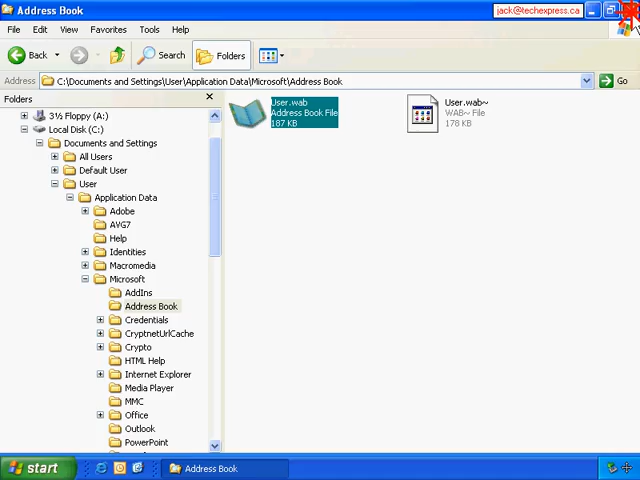 Address Book
jack@techexpress.ca
File Edit View Favorites Tools Help
Back Search Folders
Address C:\Documents and Settings\User\Application Data\Microsoft\Address Book Go
Folders
3½ Floppy (A:)
Local Disk (C:)
Documents and Settings
All Users
Default User
User
Application Data
Adobe
AVG7
Help
Identities
Macromedia
Microsoft
AddIns
Address Book
Credentials
CryptnetUrlCache
Crypto
HTML Help
Internet Explorer
Media Player
MMC
Office
Outlook
PowerPoint
User.wab
Address Book File
187 KB
User.wab~
WAB~ File
178 KB
start
Address Book